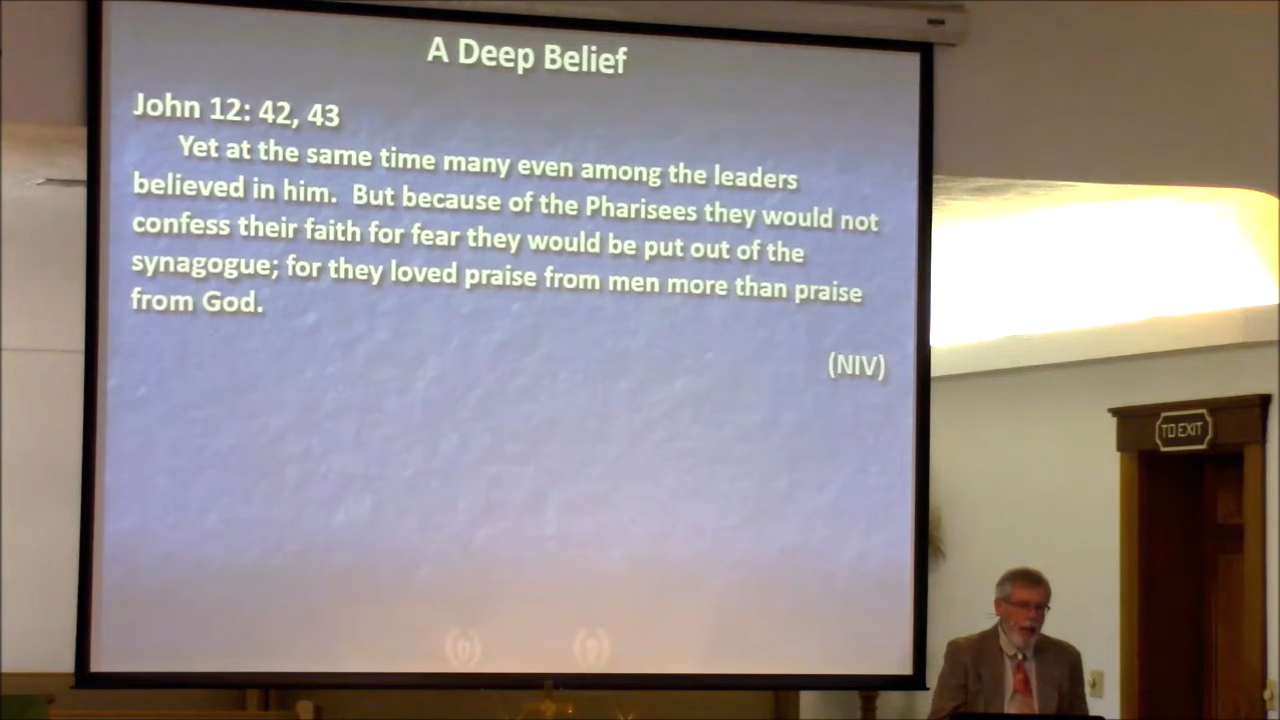 A Deep Belief
John 12: 42, 43
Yet at the same time many even among the leaders
believed in him. But because of the Pharisees they would not
confess their faith for fear they would be put out of the
synagogue; for they loved praise from men more than praise
from God.
(NIV)
TO EXIT